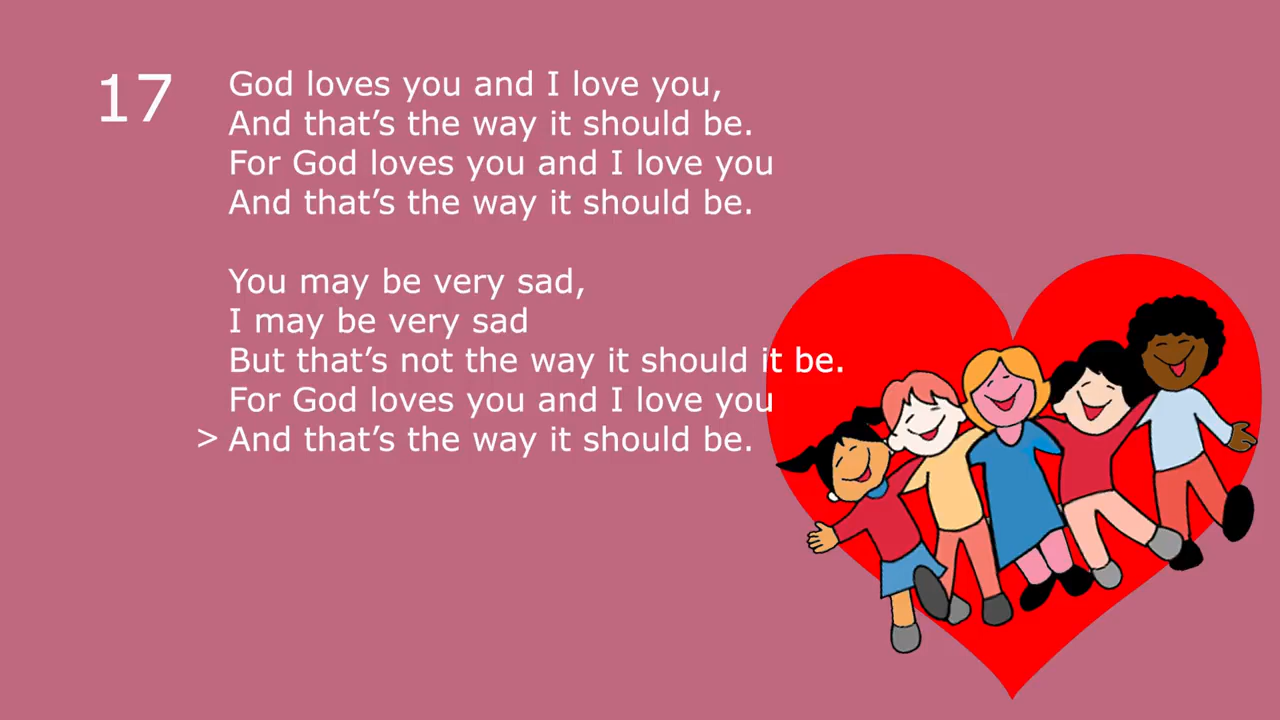 17
God loves you and I love you,
And that’s the way it should be.
For God loves you and I love you
And that’s the way it should be.
You may be very sad,
I may be very sad
But that’s not the way it should it be.
For God loves you and I love you
> And that’s the way it should be.